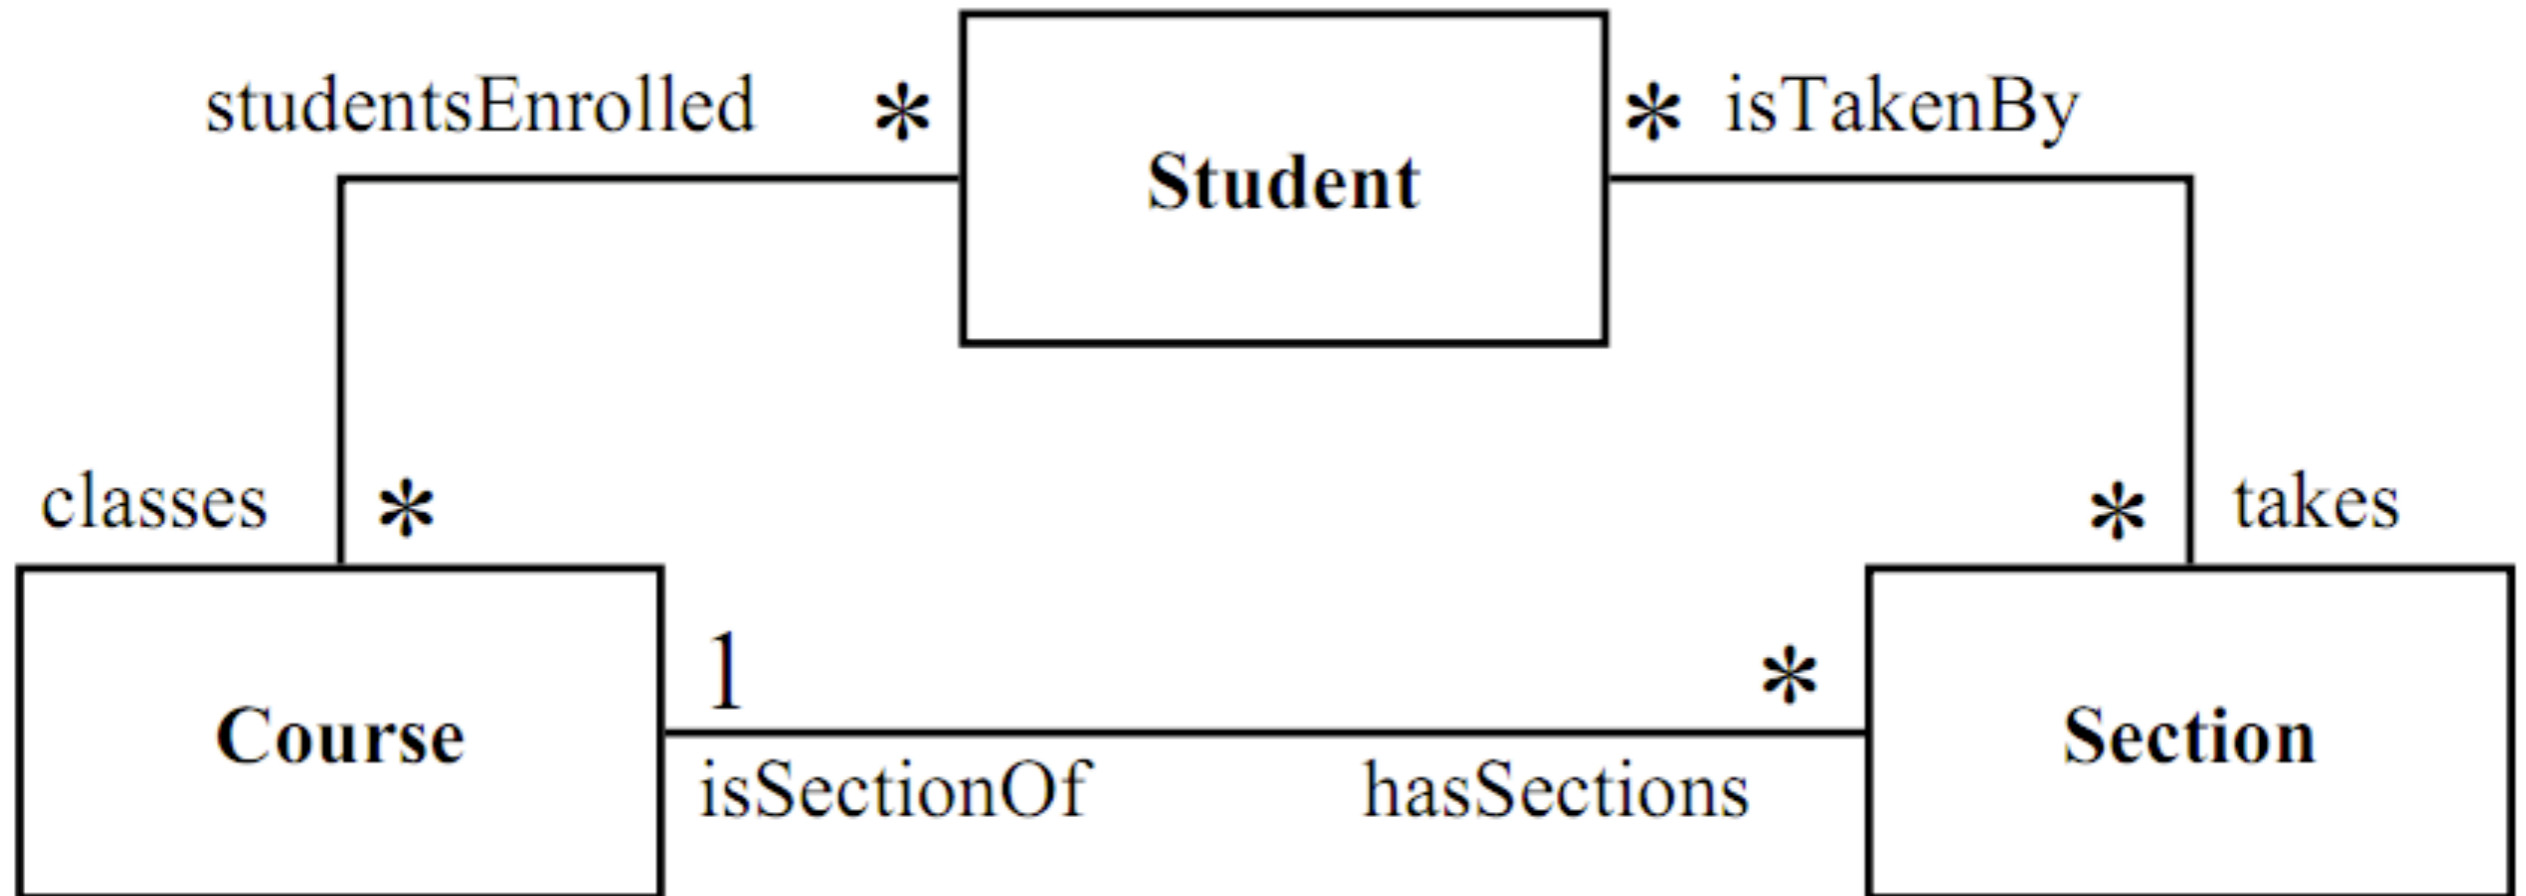 studentsEnrolled * * isTakenBy
Student
classes * * takes
1 *
Course Section
isSectionOf hasSections